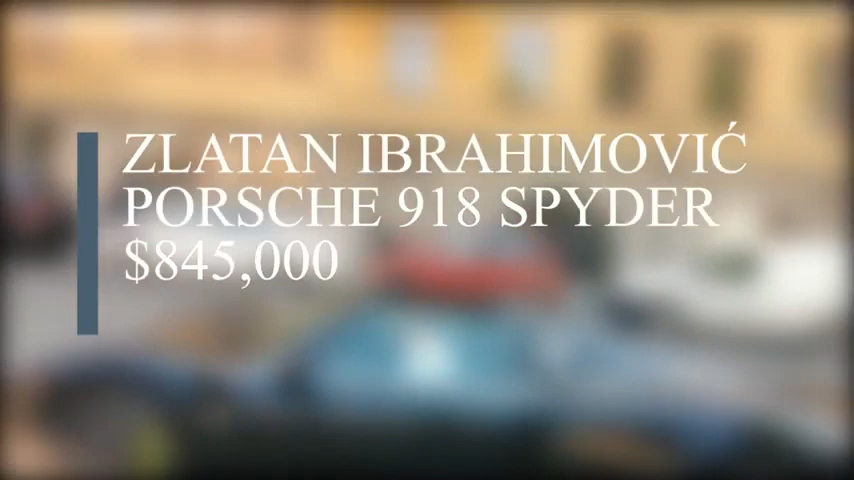 ZLATAN IBRAHIMOVIĆ
PORSCHE 918 SPYDER
$845,000